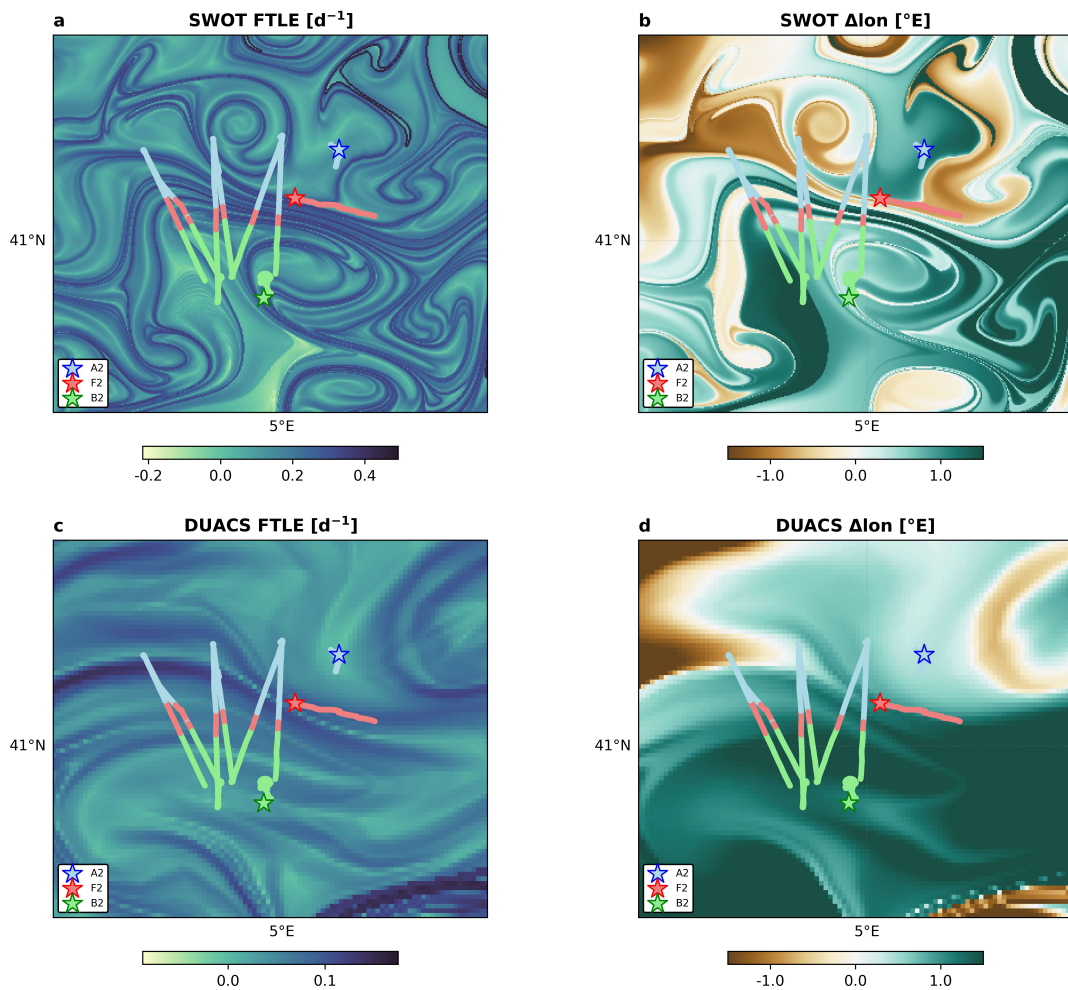 a
SWOT FTLE [d⁻¹]
41°N
A2
F2
B2
5°E
-0.2 0.0 0.2 0.4
b
SWOT Δlon [°E]
A2
F2
B2
5°E
-1.0 0.0 1.0
c
DUACS FTLE [d⁻¹]
41°N
A2
F2
B2
5°E
0.0 0.1
d
DUACS Δlon [°E]
41°N
A2
F2
B2
5°E
-1.0 0.0 1.0